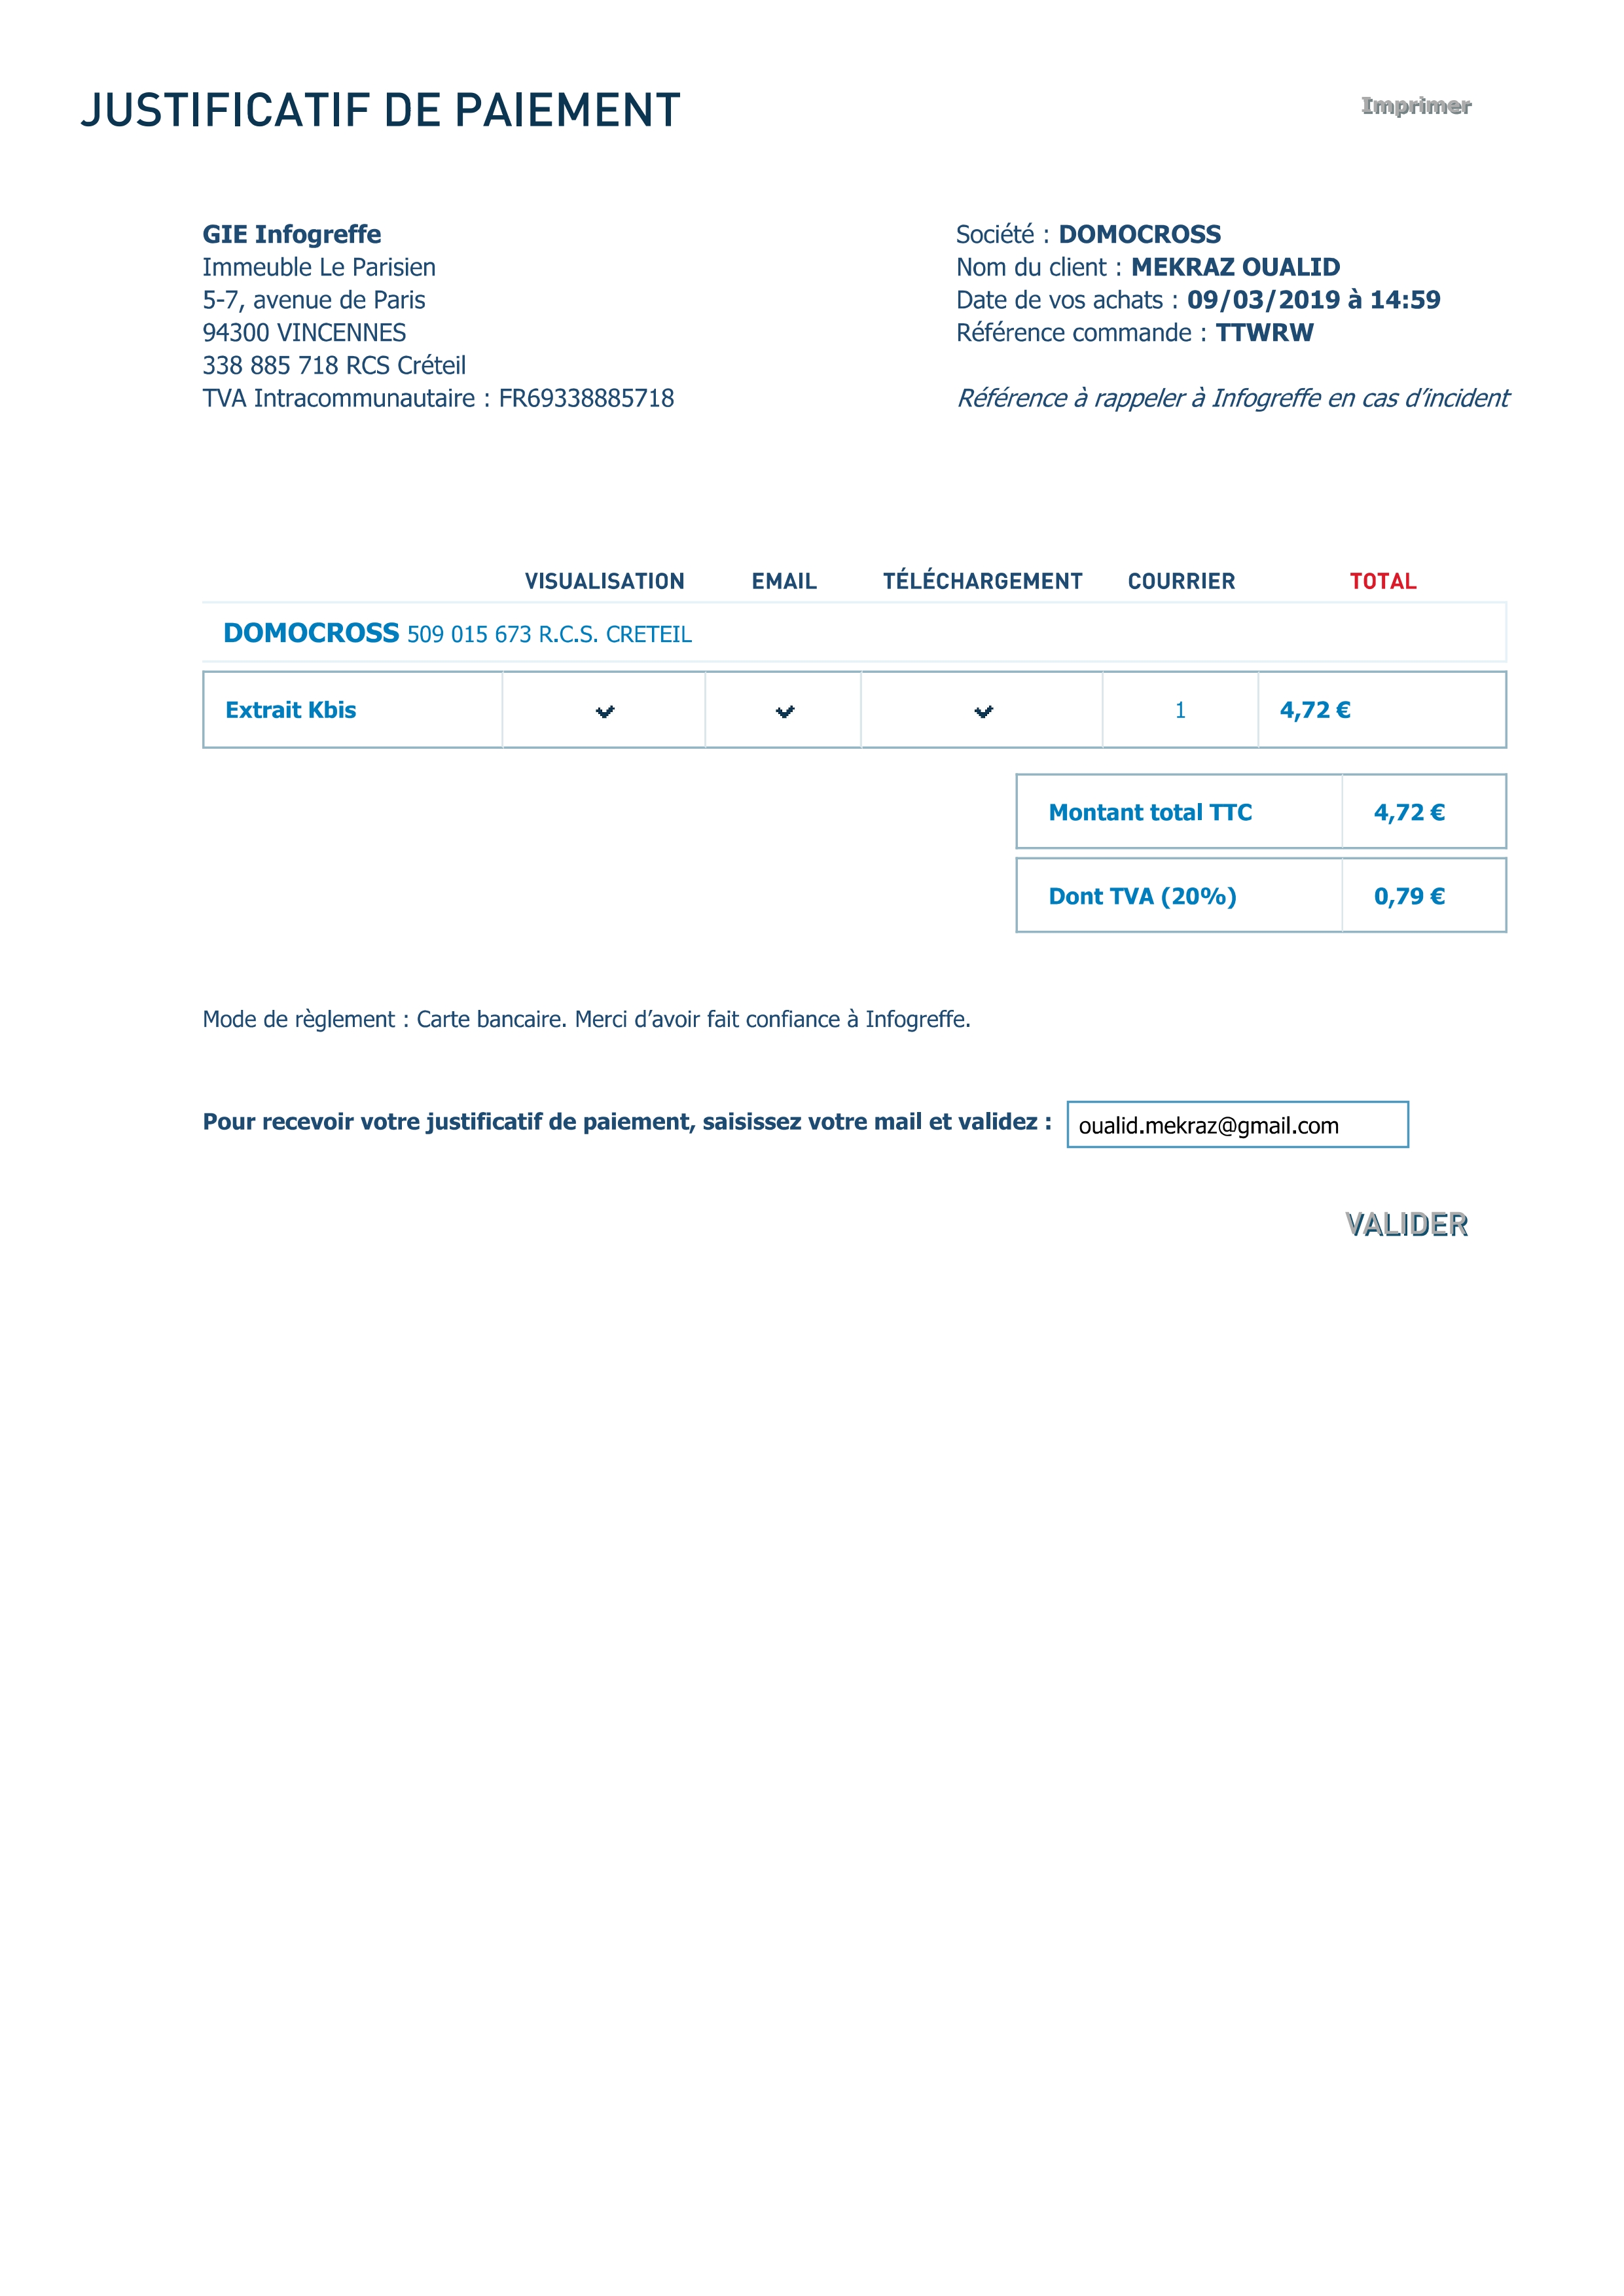 JUSTIFICATIF DE PAIEMENT
Imprimer
GIE Infogreffe
Immeuble Le Parisien
5-7, avenue de Paris
94300 VINCENNES
338 885 718 RCS Créteil
TVA Intracommunautaire : FR69338885718
Société : DOMOCROSS
Nom du client : MEKRAZ OUALID
Date de vos achats : 09/03/2019 à 14:59
Référence commande : TTWRW
Référence à rappeler à Infogreffe en cas d’incident
VISUALISATION EMAIL TÉLÉCHARGEMENT COURRIER TOTAL
DOMOCROSS 509 015 673 R.C.S. CRETEIL
Extrait Kbis 1 4,72 €
Montant total TTC 4,72 €
Dont TVA (20%) 0,79 €
Mode de règlement : Carte bancaire. Merci d’avoir fait confiance à Infogreffe.
Pour recevoir votre justificatif de paiement, saisissez votre mail et validez : oualid.mekraz@gmail.com
VALIDER